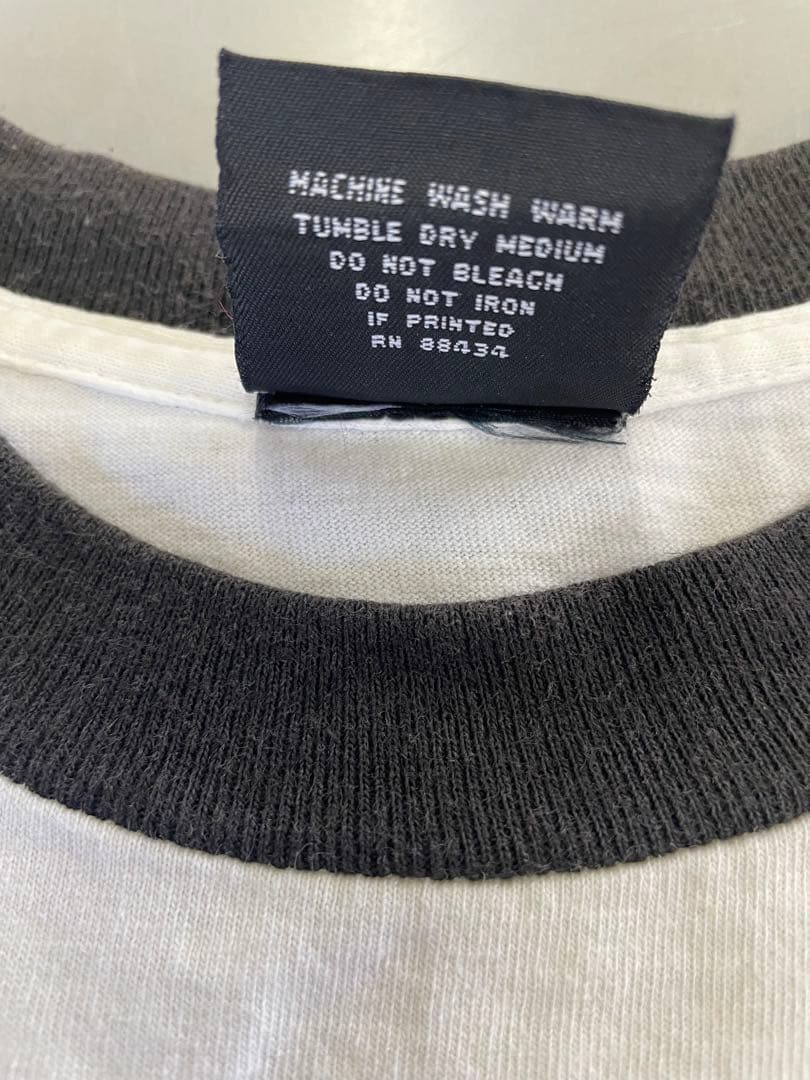 MACHINE WASH WARM
TUMBLE DRY MEDIUM
DO NOT BLEACH
DO NOT IRON
IF PRINTED
RN 88434